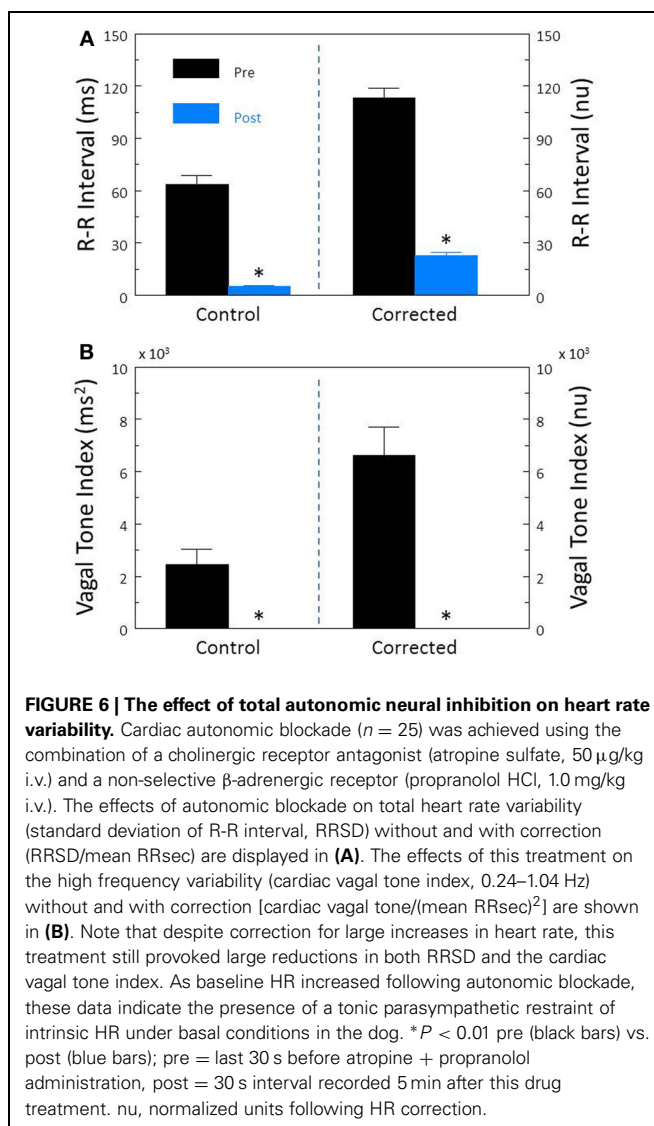 A
150
120
90
60
30
0
R-R Interval (ms)
Pre
Post
*
*
150
120
90
60
30
0
R-R Interval (nu)
Control Corrected
B
x 10³
10
8
6
4
2
0
Vagal Tone Index (ms²)
*
*
x 10³
10
8
6
4
2
0
Vagal Tone Index (nu)
Control Corrected
FIGURE 6 | The effect of total autonomic neural inhibition on heart rate
variability. Cardiac autonomic blockade (n = 25) was achieved using the
combination of a cholinergic receptor antagonist (atropine sulfate, 50 μg/kg
i.v.) and a non-selective β-adrenergic receptor (propranolol HCl, 1.0 mg/kg
i.v.). The effects of autonomic blockade on total heart rate variability
(standard deviation of R-R interval, RRSD) without and with correction
(RRSD/mean RRsec) are displayed in (A). The effects of this treatment on
the high frequency variability (cardiac vagal tone index, 0.24–1.04 Hz)
without and with correction [cardiac vagal tone/(mean RRsec)²] are shown
in (B). Note that despite correction for large increases in heart rate, this
treatment still provoked large reductions in both RRSD and the cardiac
vagal tone index. As baseline HR increased following autonomic blockade,
these data indicate the presence of a tonic parasympathetic restraint of
intrinsic HR under basal conditions in the dog. *P < 0.01 pre (black bars) vs.
post (blue bars); pre = last 30 s before atropine + propranolol
administration, post = 30 s interval recorded 5 min after this drug
treatment. nu, normalized units following HR correction.